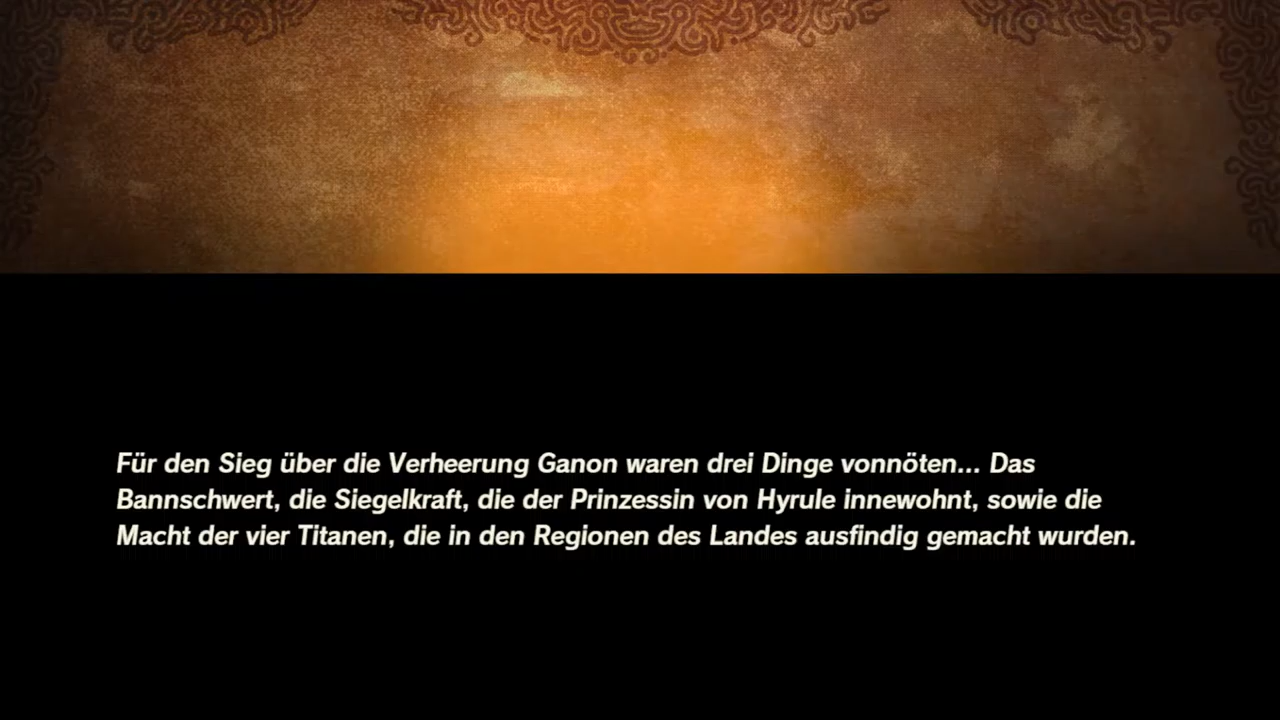 Für den Sieg über die Verheerung Ganon waren drei Dinge vonnöten... Das
Bannschwert, die Siegelkraft, die der Prinzessin von Hyrule innewohnt, sowie die
Macht der vier Titanen, die in den Regionen des Landes ausfindig gemacht wurden.